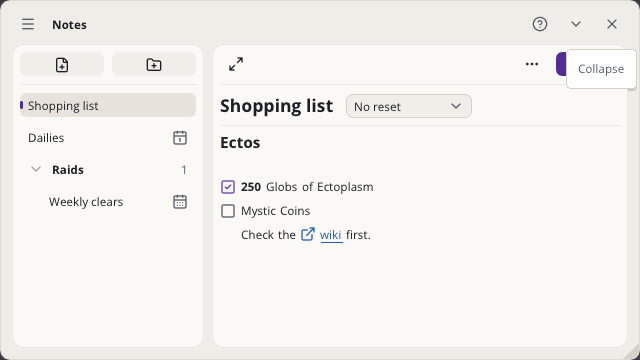 Notes
Collapse
Shopping list
Dailies
Raids 1
Weekly clears
Shopping list No reset
Ectos
250 Globs of Ectoplasm
Mystic Coins
Check the wiki first.